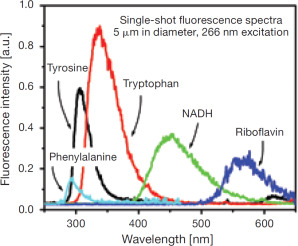 Single-shot fluorescence spectra
5 μm in diameter, 266 nm excitation
Tyrosine
Tryptophan
NADH
Riboflavin
Phenylalanine
Fluorescence intensity [a.u.]
1.0
0.8
0.6
0.4
0.2
0.0
300
400
500
600
Wavelength [nm]